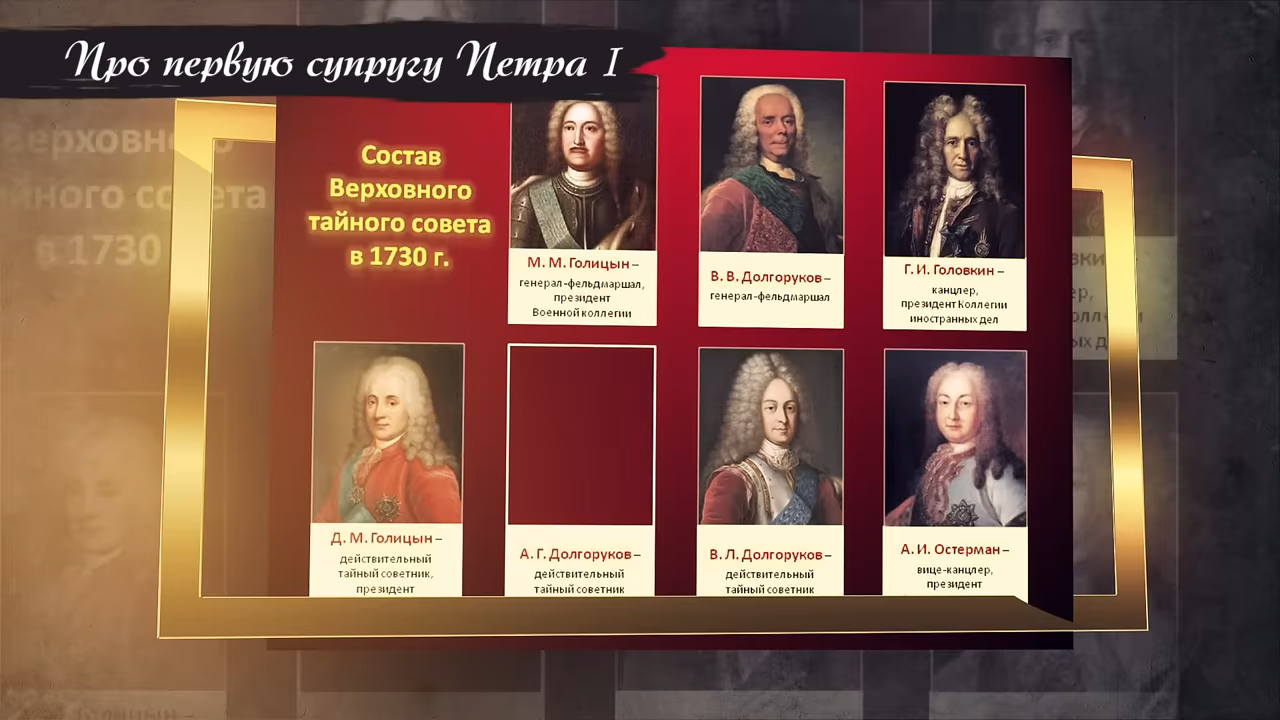 Про первую супругу Петра I
Состав
Верховного
тайного совета
в 1730 г.
М. М. Голицын –
генерал-фельдмаршал,
президент
Военной коллегии
В. В. Долгоруков –
генерал-фельдмаршал
Г. И. Головкин –
канцлер,
президент Коллегии
иностранных дел
Д. М. Голицын –
действительный
тайный советник,
президент
А. Г. Долгоруков –
действительный
тайный советник
В. Л. Долгоруков –
действительный
тайный советник
А. И. Остерман –
вице-канцлер,
президент